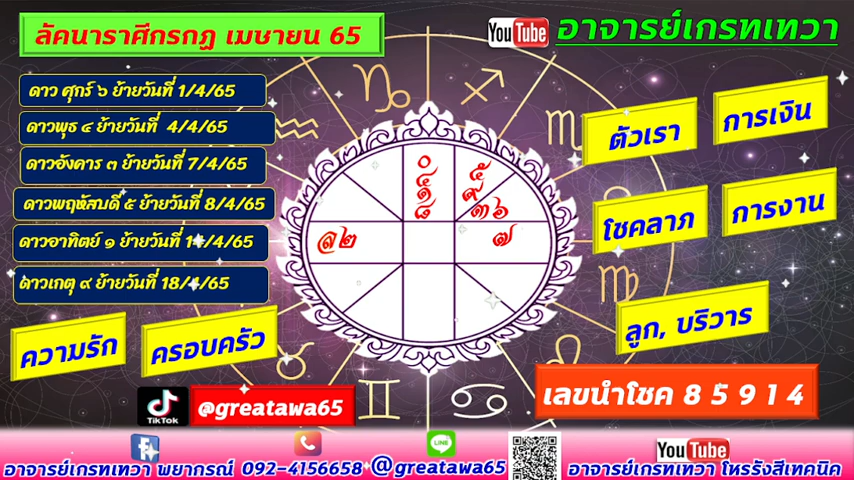 ลัคนาราศีกรกฏ เมษายน 65
YouTube อาจารย์เกรทเทวา
ดาว ศุกร์ ๖ ย้ายวันที่ 1/4/65
ดาวพุธ ๔ ย้ายวันที่ 4/4/65
ดาวอังคาร ๓ ย้ายวันที่ 7/4/65
ดาวพฤหัสบดี ๕ ย้ายวันที่ 8/4/65
ดาวอาทิตย์ ๑ ย้ายวันที่ /4/65
ดาวเกตุ ๙ ย้ายวันที่ 18/4/65
ตัวเรา
การเงิน
โชคลาภ
การงาน
ลูก, บริวาร
ความรัก
ครอบครัว
๐
๘
๓๖
ล๒
๗
เลขนำโชค 8 5 9 1 4
TikTok
@greatawa65
อาจารย์เกรทเทวา พยากรณ์ 092-4156658 @greatawa65
YouTube
อาจารย์เกรทเทวา โหรรังสีเทคนิค